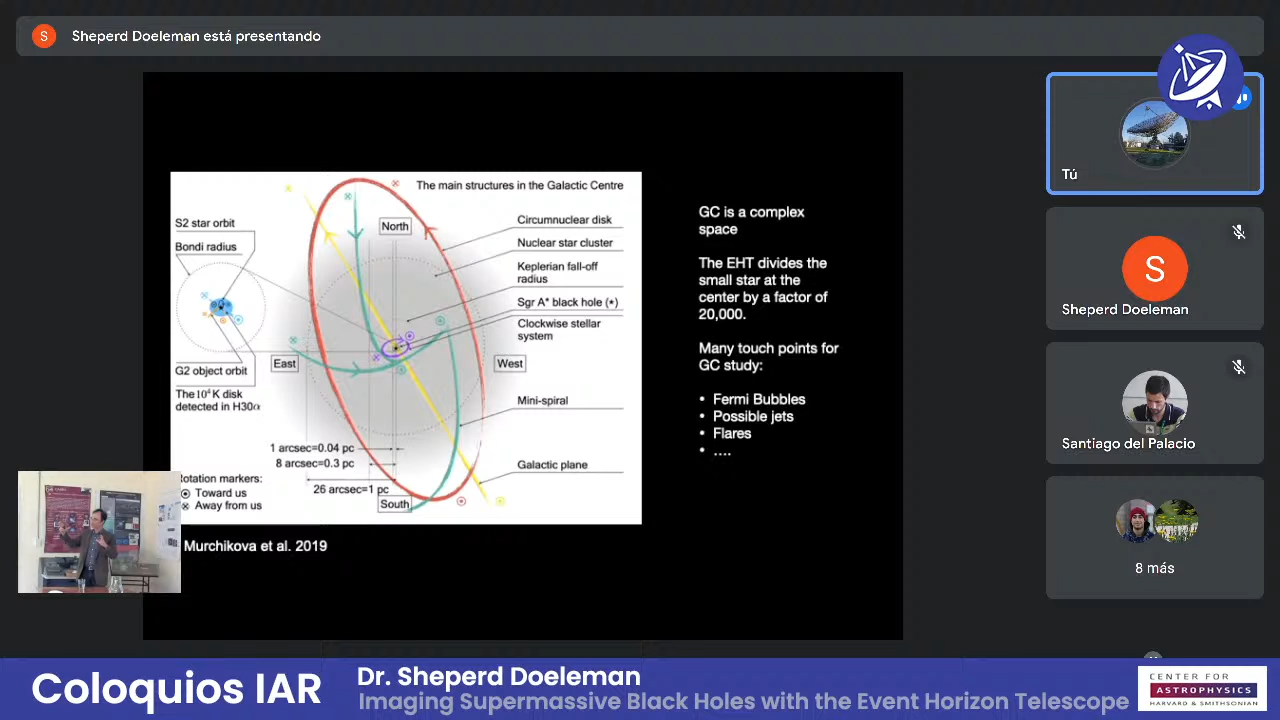 S
Sheperd Doeleman está presentando
The main structures in the Galactic Centre
S2 star orbit
Bondi radius
G2 object orbit
The 10⁴ K disk
detected in H30α
North
East
West
South
Circumnuclear disk
Nuclear star cluster
Keplerian fall-off
radius
Sgr A* black hole (*)
Clockwise stellar
system
Mini-spiral
Galactic plane
1 arcsec=0.04 pc
8 arcsec=0.3 pc
26 arcsec=1 pc
otation markers:
Toward us
Away from us
Murchikova et al. 2019
GC is a complex
space
The EHT divides the
small star at the
center by a factor of
20,000.
Many touch points for
GC study:
• Fermi Bubbles
• Possible jets
• Flares
• ....
Tú
S
Sheperd Doeleman
Santiago del Palacio
8 más
Coloquios IAR
Dr. Sheperd Doeleman
Imaging Supermassive Black Holes with the Event Horizon Telescope
CENTER FOR
ASTROPHYSICS
HARVARD & SMITHSONIAN